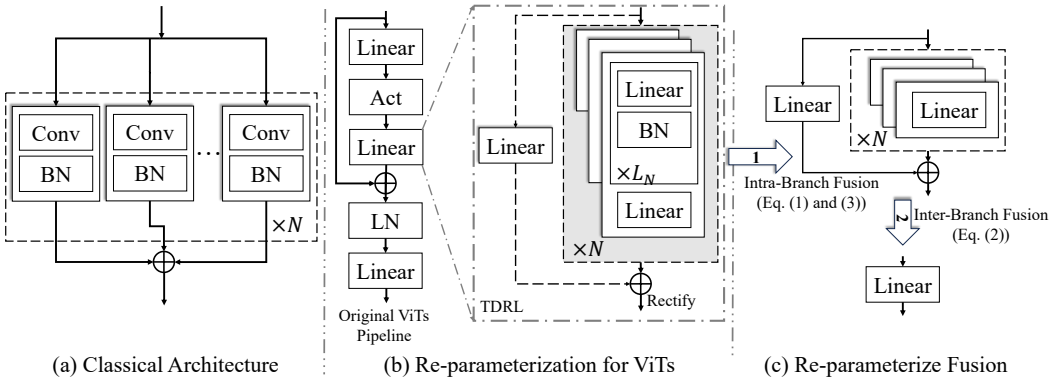 Conv
BN
Conv
BN
...
Conv
BN
×N
(a) Classical Architecture
Linear
Act
Linear
LN
Linear
Original ViTs
Pipeline
Linear
Linear
BN
×L_N
Linear
×N
Rectify
TDRL
(b) Re-parameterization for ViTs
1
Intra-Branch Fusion
(Eq. (1) and (3))
Linear
Linear
×N
2
Inter-Branch Fusion
(Eq. (2))
Linear
(c) Re-parameterize Fusion